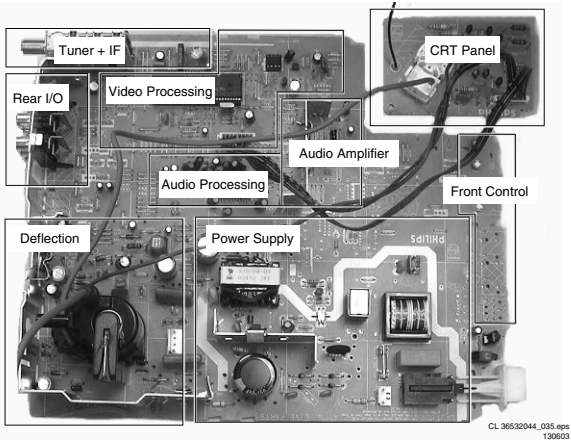 Tuner + IF
CRT Panel
Video Processing
Rear I/O
Audio Amplifier
Audio Processing
Front Control
Deflection
Power Supply
PHILIPS
PHILIPS
CL 36532044_035.eps
130603